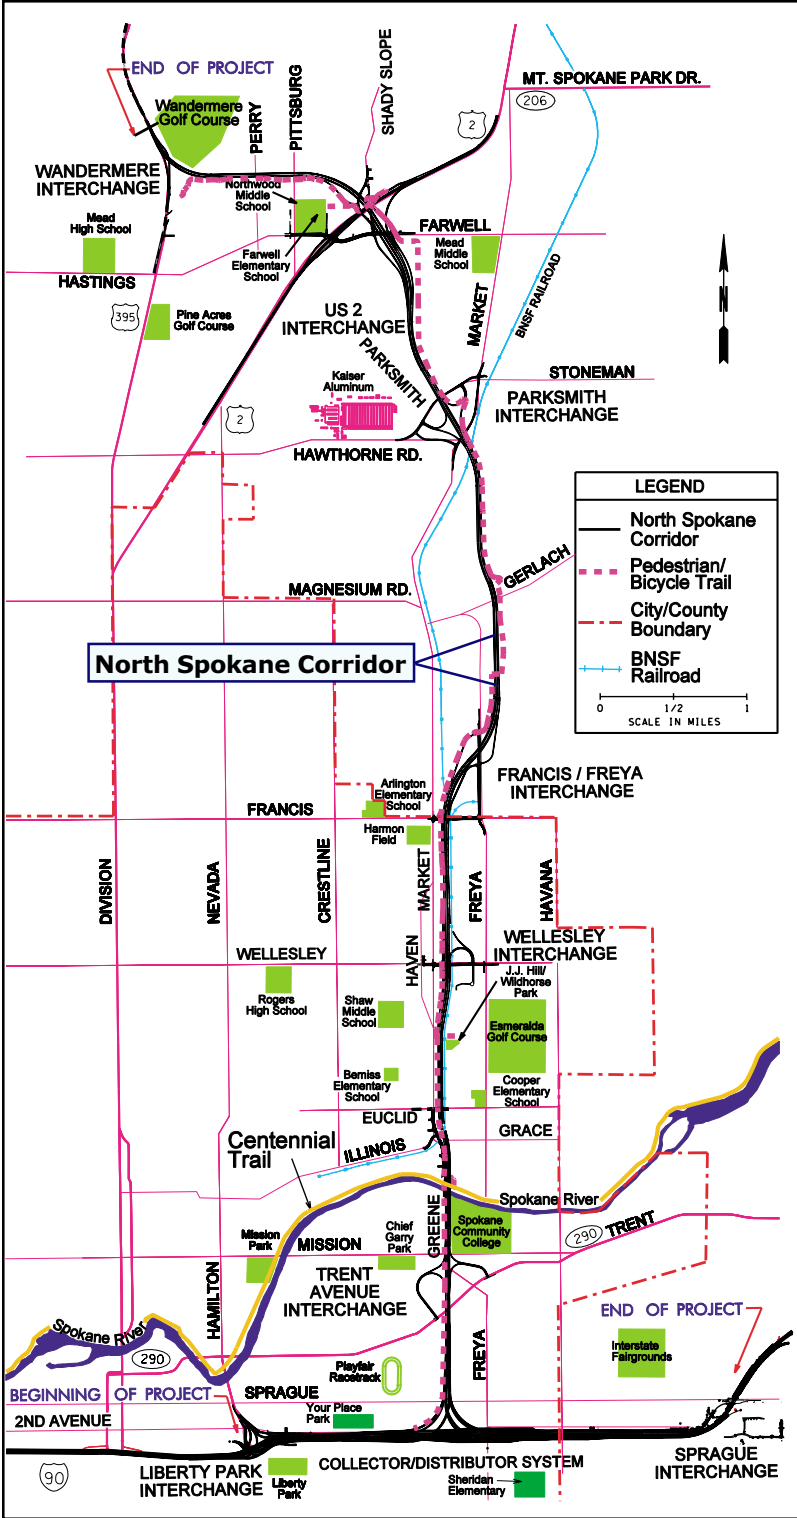 END OF PROJECT
Wandermere
Golf Course
PERRY
PITTSBURG
SHADY SLOPE
MT. SPOKANE PARK DR.
206
2
WANDERMERE
INTERCHANGE
Northwood
Middle
School
Mead
High School
FARWELL
Farwell
Elementary
School
Mead
Middle
School
HASTINGS
395
Pine Acres
Golf Course
US 2
INTERCHANGE
MARKET
BNSF RAILROAD
N
PARKSMITH
STONEMAN
Kaiser
Aluminum
PARKSMITH
INTERCHANGE
2
HAWTHORNE RD.
LEGEND
North Spokane
Corridor
Pedestrian/
Bicycle Trail
City/County
Boundary
BNSF
Railroad
0 1/2 1
SCALE IN MILES
GERLACH
MAGNESIUM RD.
North Spokane Corridor
FRANCIS / FREYA
INTERCHANGE
Arlington
Elementary
School
FRANCIS
Harmon
Field
DIVISION
NEVADA
CRESTLINE
MARKET
FREYA
HAVANA
WELLESLEY
HAVEN
WELLESLEY
INTERCHANGE
J.J. Hill/
Wildhorse
Park
Rogers
High School
Shaw
Middle
School
Esmeralda
Golf Course
Bemiss
Elementary
School
Cooper
Elementary
School
EUCLID
GRACE
Centennial
Trail
ILLINOIS
Spokane River
GREENE
Spokane
Community
College
290
TRENT
Mission
Park
MISSION
Chief
Garry
Park
HAMILTON
TRENT
AVENUE
INTERCHANGE
END OF PROJECT
Spokane River
290
FREYA
Interstate
Fairgrounds
Playfair
Racetrack
BEGINNING OF PROJECT
SPRAGUE
2ND AVENUE
Your Place
Park
90
LIBERTY PARK
INTERCHANGE
Liberty
Park
COLLECTOR/DISTRIBUTOR SYSTEM
Sheridan
Elementary
SPRAGUE
INTERCHANGE